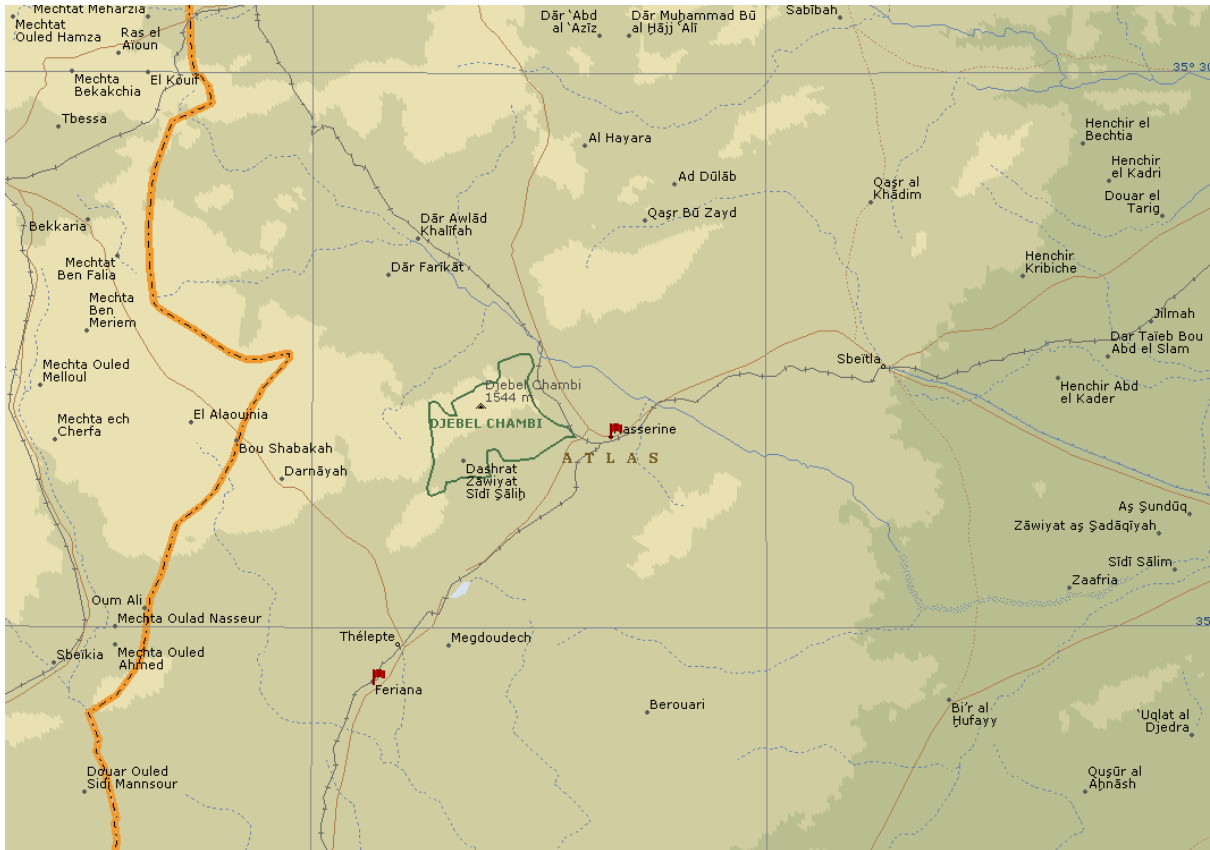 Mechtat Meharzia
Mechtat
Ouled Hamza
Ras el
Aïoun
Dār ‘Abd
al ‘Azīz
Dār Muḩammad Bū
al Ḩājj ‘Alī
Sabībah
35° 30
Mechta
Bekakchia
El Kouif
Tbessa
Al Hayara
Henchir el
Bechtia
Henchir
el Kadri
Ad Dūlāb
Qaşr al
Khādim
Douar el
Tarig
Bekkaria
Dār Awlād
Khalīfah
Qaşr Bū Zayd
Mechtat
Ben Falia
Dār Farīkāt
Henchir
Kribiche
Mechta
Ben
Meriem
Jilmah
Dar Taïeb Bou
Abd el Slam
Sbeïtla
Mechta Ouled
Melloul
Djebel Chambi
1544 m
Henchir Abd
el Kader
Mechta ech
Cherfa
El Alaouinia
DJEBEL CHAMBI
Kasserine
Bou Shabakah
ATLAS
Darnāyah
Dashrat
Zāwiyat
Sīdī Şāliḩ
Aş Şundūq
Zāwiyat aş Şadāqīyah
Sīdī Sālim
Zaafria
Oum Ali
Mechta Oulad Nasseur
35
Thélepte
Megdoudech
Sbeïkia
Mechta Ouled
Ahmed
Feriana
Berouari
Bi’r al
Ḩufayy
‘Uqlat al
Djedra
Douar Ouled
Sidi Mannsour
Quşūr al
Aḩnāsh